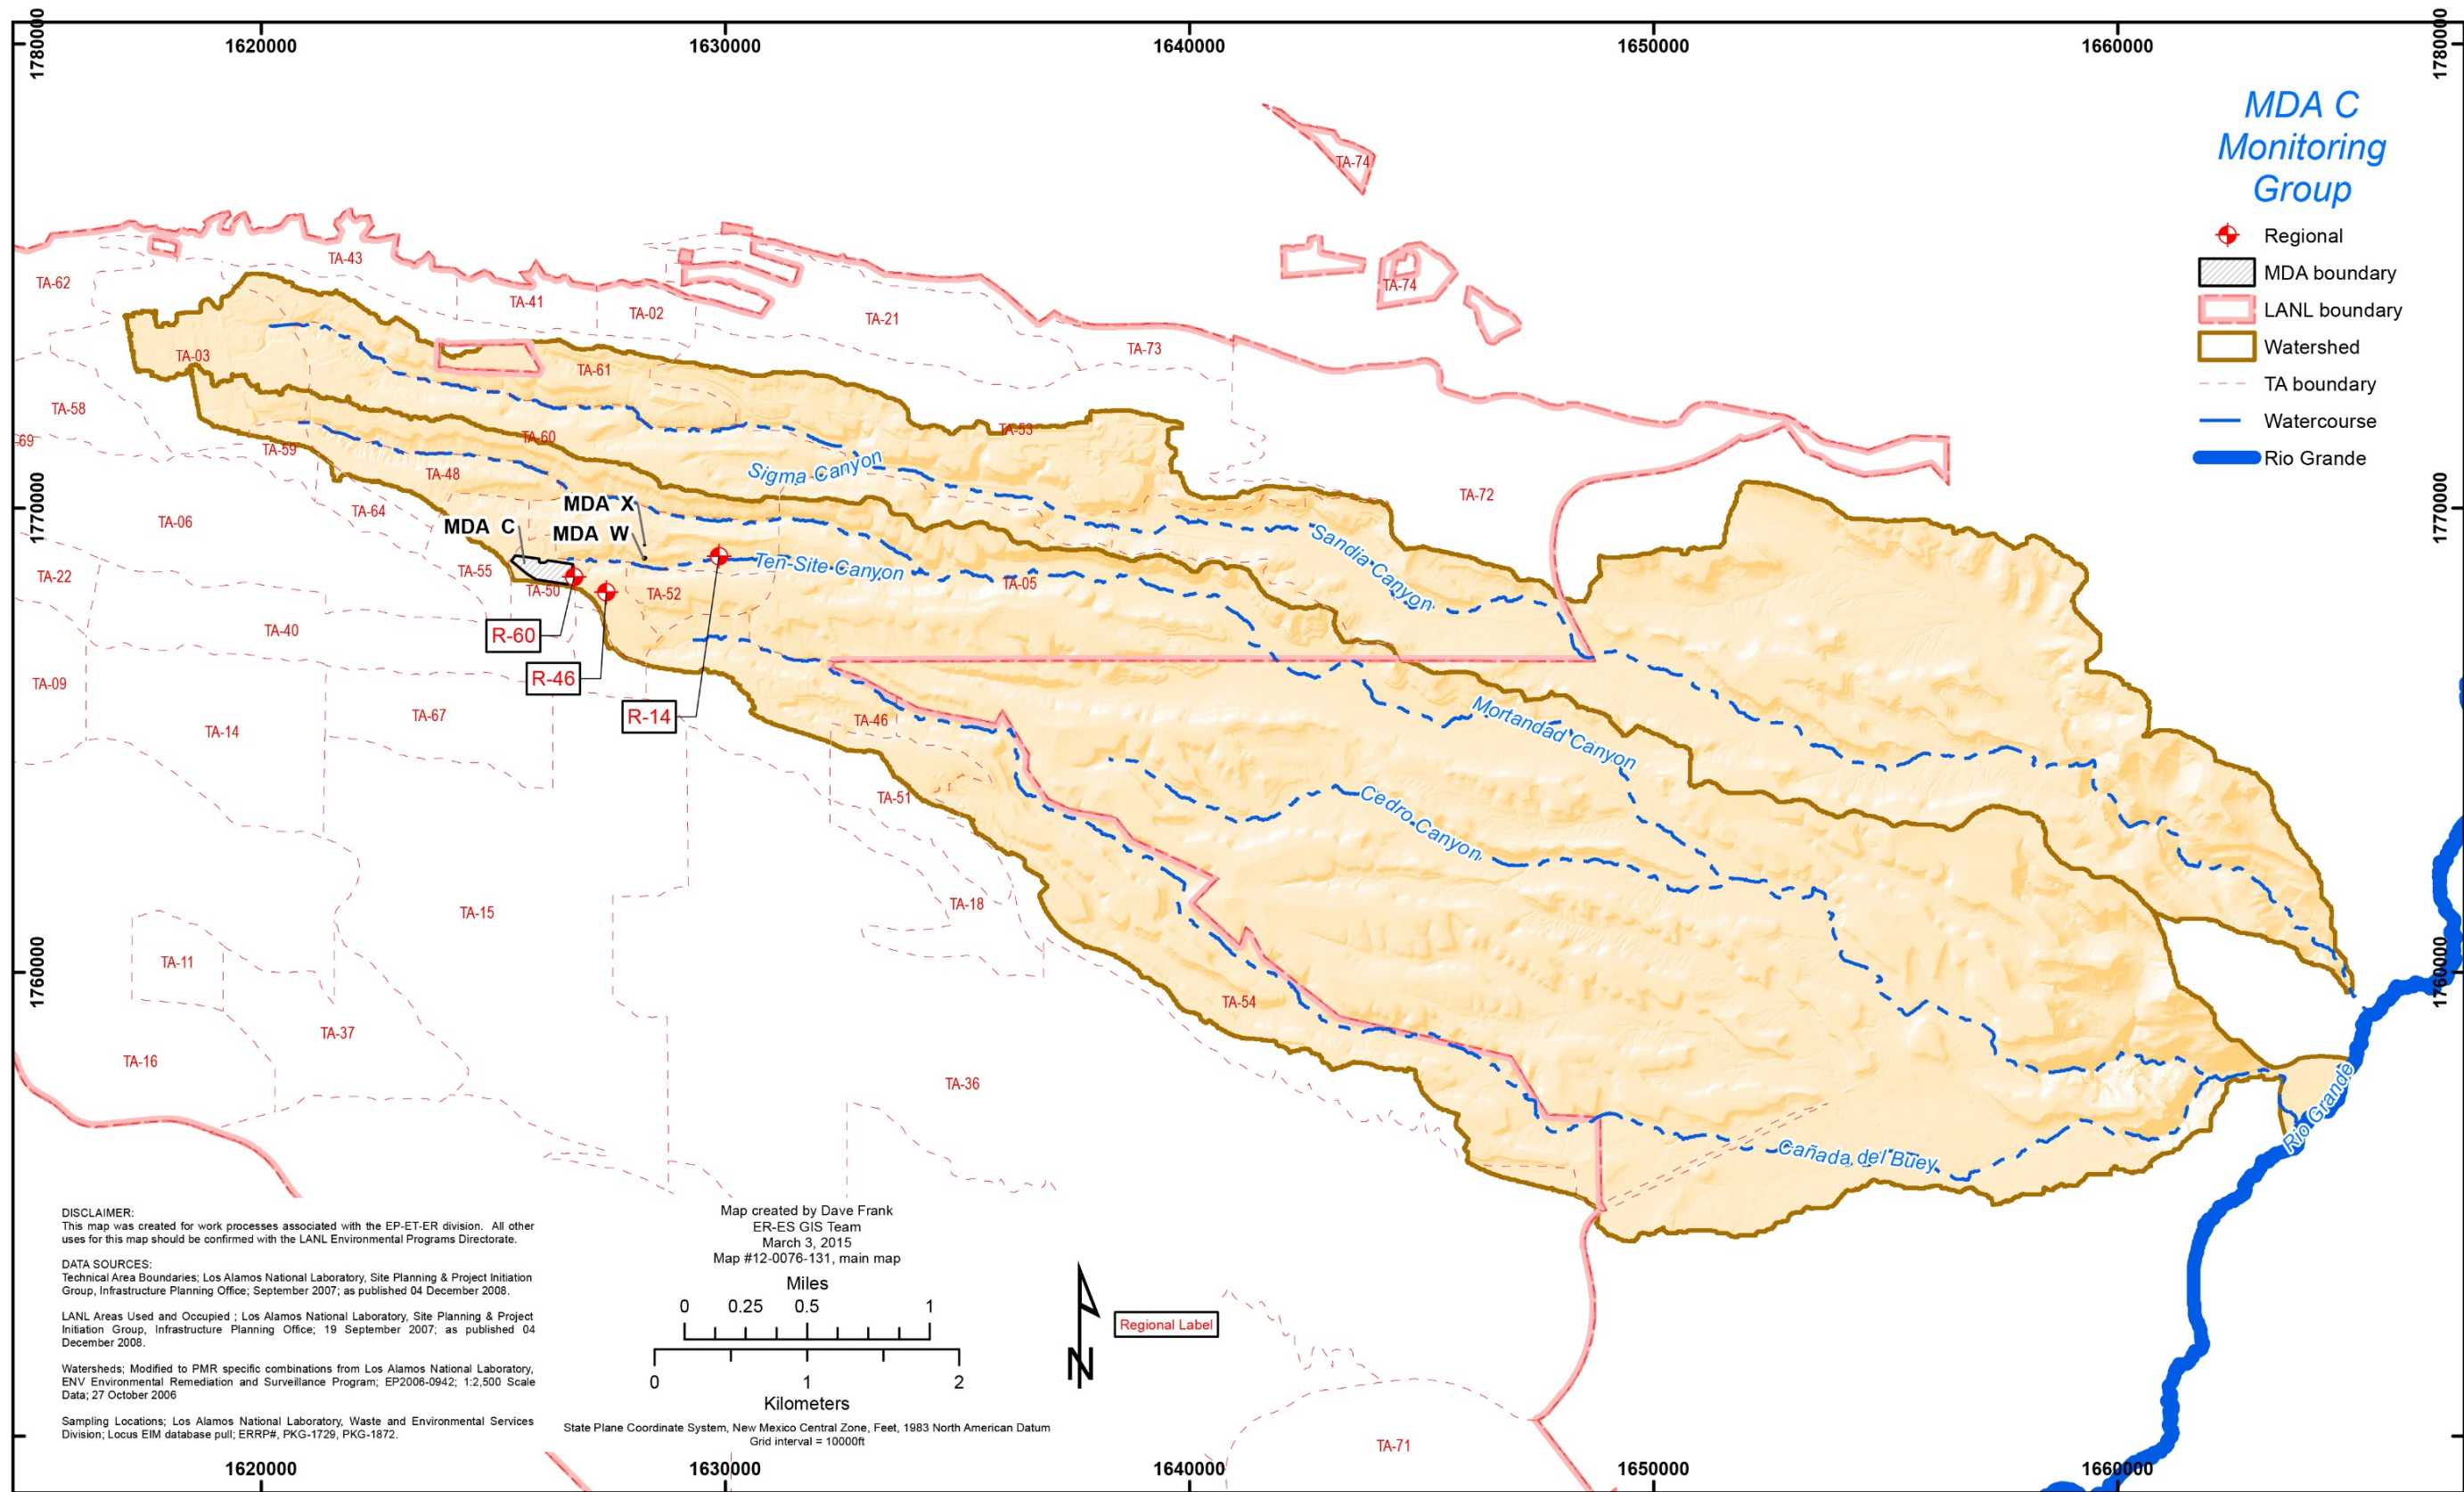 1620000
1630000
1640000
1650000
1660000
1780000
1780000
MDA C
Monitoring
Group
Regional
MDA boundary
LANL boundary
Watershed
TA boundary
Watercourse
Rio Grande
TA-74
TA-74
TA-43
TA-62
TA-41
TA-02
TA-21
TA-73
TA-03
TA-61
TA-58
TA-53
TA-60
69
TA-59
TA-48
Sigma Canyon
TA-72
MDA X
TA-64
TA-06
MDA C
MDA W
1770000
1770000
Sandia Canyon
Ten-Site Canyon
TA-55
TA-22
TA-50
TA-52
TA-05
TA-40
R-60
R-46
TA-09
R-14
TA-67
TA-14
TA-46
Mortandad Canyon
TA-51
Cedro Canyon
TA-18
TA-15
TA-11
1760000
1760000
TA-54
TA-37
TA-16
TA-36
Rio Grande
Cañada del Buey
DISCLAIMER:
This map was created for work processes associated with the EP-ET-ER division. All other
uses for this map should be confirmed with the LANL Environmental Programs Directorate.
DATA SOURCES:
Technical Area Boundaries; Los Alamos National Laboratory, Site Planning & Project Initiation
Group, Infrastructure Planning Office; September 2007; as published 04 December 2008.
LANL Areas Used and Occupied ; Los Alamos National Laboratory, Site Planning & Project
Initiation Group, Infrastructure Planning Office; 19 September 2007; as published 04
December 2008.
Watersheds; Modified to PMR specific combinations from Los Alamos National Laboratory,
ENV Environmental Remediation and Surveillance Program; EP2006-0942; 1:2,500 Scale
Data; 27 October 2006
Sampling Locations; Los Alamos National Laboratory, Waste and Environmental Services
Division; Locus EIM database pull; ERRP#, PKG-1729, PKG-1872.
Map created by Dave Frank
ER-ES GIS Team
March 3, 2015
Map #12-0076-131, main map
Miles
0 0.25 0.5 1
0 1 2
Kilometers
State Plane Coordinate System, New Mexico Central Zone, Feet, 1983 North American Datum
Grid interval = 10000ft
N
Regional Label
TA-71
1620000
1630000
1640000
1650000
1660000